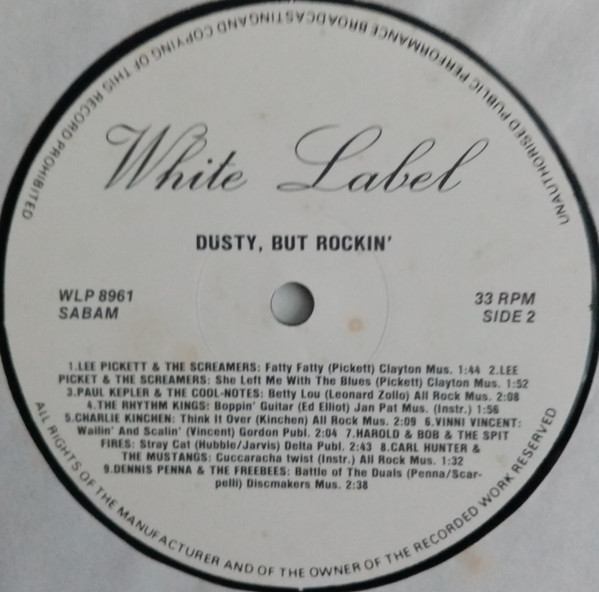 UNAUTHORISED PUBLIC PERFORMANCE BROADCASTINGAND COPYING OF THIS RECORD PROHIBITED
White Label
DUSTY, BUT ROCKIN'
WLP 8961
SABAM
33 RPM
SIDE 2
1.LEE PICKETT & THE SCREAMERS: Fatty Fatty (Pickett) Clayton Mus. 1:44 2.LEE
PICKET & THE SCREAMERS: She Left Me With The Blues (Pickett) Clayton Mus. 1:52
3.PAUL KEPLER & THE COOL-NOTES: Betty Lou (Leonard Zollo) All Rock Mus. 2:08
4.THE RHYTHM KINGS: Boppin' Guitar (Ed Elliot) Jan Pat Mus. (Instr.) 1:56
5.CHARLIE KINCHEN: Think It Over (Kinchen) All Rock Mus. 2:09 6.VINNI VINCENT:
Wailin' And Scalin' (Vincent) Gordon Publ. 2:04 7.HAROLD & BOB & THE SPIT
FIRES: Stray Cat (Hubble/Jarvis) Delta Publ. 2:43 8.CARL HUNTER &
THE MUSTANGS: Cuccaracha twist (Instr.) All Rock Mus. 1:32
9.DENNIS PENNA & THE FREEBEES: Battle of The Duals (Penna/Scar-
pelli) Discmakers Mus. 2:38
ALL RIGHTS OF THE MANUFACTURER AND OF THE OWNER OF THE RECORDED WORK RESERVED